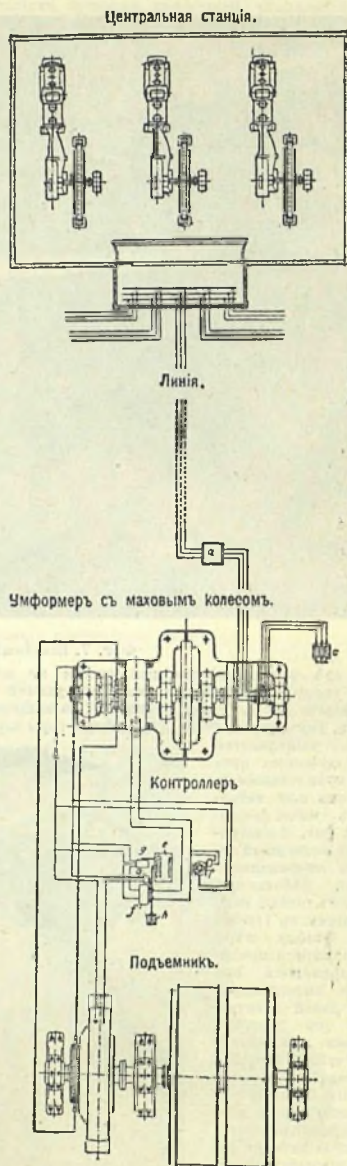 Центральная станція.
Линія.
a
Умформеръ съ маховымъ колесомъ.
c
Контроллеръ
g e
f
h
Подъемникъ.